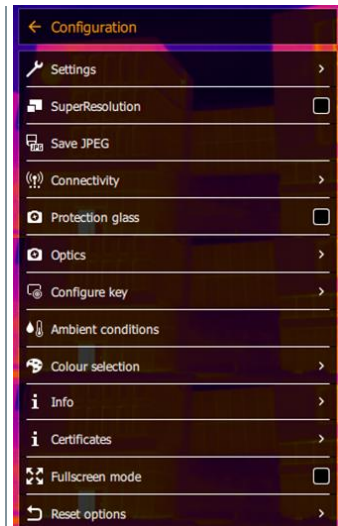 Configuration
Settings
SuperResolution
JPG Save JPEG
Connectivity
Protection glass
Optics
Configure key
Ambient conditions
Colour selection
Info
Certificates
Fullscreen mode
Reset options